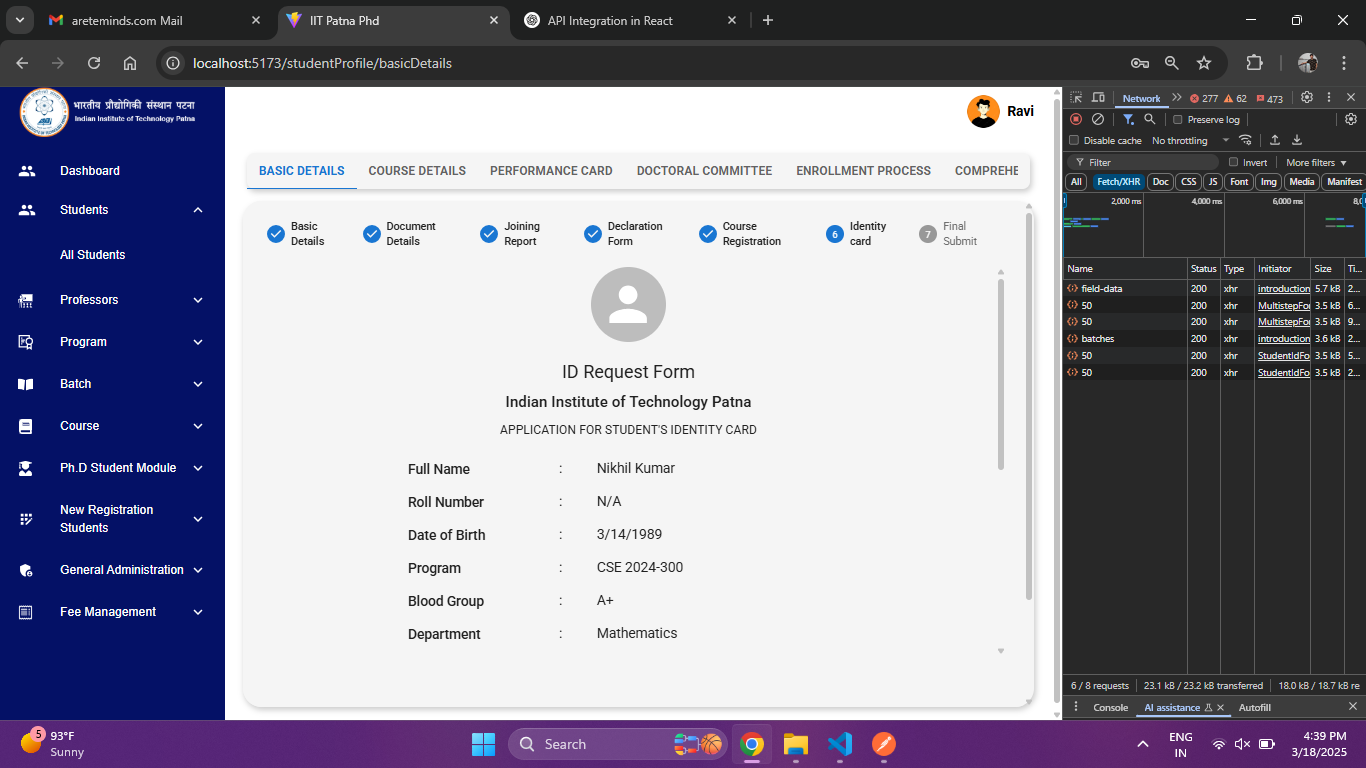 areteminds.com Mail
IIT Patna Phd
API Integration in React
localhost:5173/studentProfile/basicDetails
भारतीय प्रौद्योगिकी संस्थान पटना
Indian Institute of Technology Patna
Dashboard
Students
All Students
Professors
Program
Batch
Course
Ph.D Student Module
New Registration
Students
General Administration
Fee Management
Ravi
BASIC DETAILS COURSE DETAILS PERFORMANCE CARD DOCTORAL COMMITTEE ENROLLMENT PROCESS COMPREHE
Basic
Details
Document
Details
Joining
Report
Declaration
Form
Course
Registration
6 Identity
card
7 Final
Submit
ID Request Form
Indian Institute of Technology Patna
APPLICATION FOR STUDENT'S IDENTITY CARD
Full Name : Nikhil Kumar
Roll Number : N/A
Date of Birth : 3/14/1989
Program : CSE 2024-300
Blood Group : A+
Department : Mathematics
Network 277 62 473
Preserve log
Disable cache No throttling
Filter Invert More filters
All Fetch/XHR Doc CSS JS Font Img Media Manifest
2,000 ms 4,000 ms 6,000 ms 8,0
Name Status Type Initiator Size Ti...
field-data 200 xhr introduction 5.7 kB 2...
50 200 xhr MultistepFo 3.5 kB 6...
50 200 xhr MultistepFo 3.5 kB 9...
batches 200 xhr introduction 3.6 kB 2...
50 200 xhr StudentIdFo 3.5 kB 5...
50 200 xhr StudentIdFo 3.5 kB 2...
6 / 8 requests 23.1 kB / 23.2 kB transferred 18.0 kB / 18.7 kB re
Console AI assistance Autofill
5
93°F
Sunny
Search
ENG
IN
4:39 PM
3/18/2025